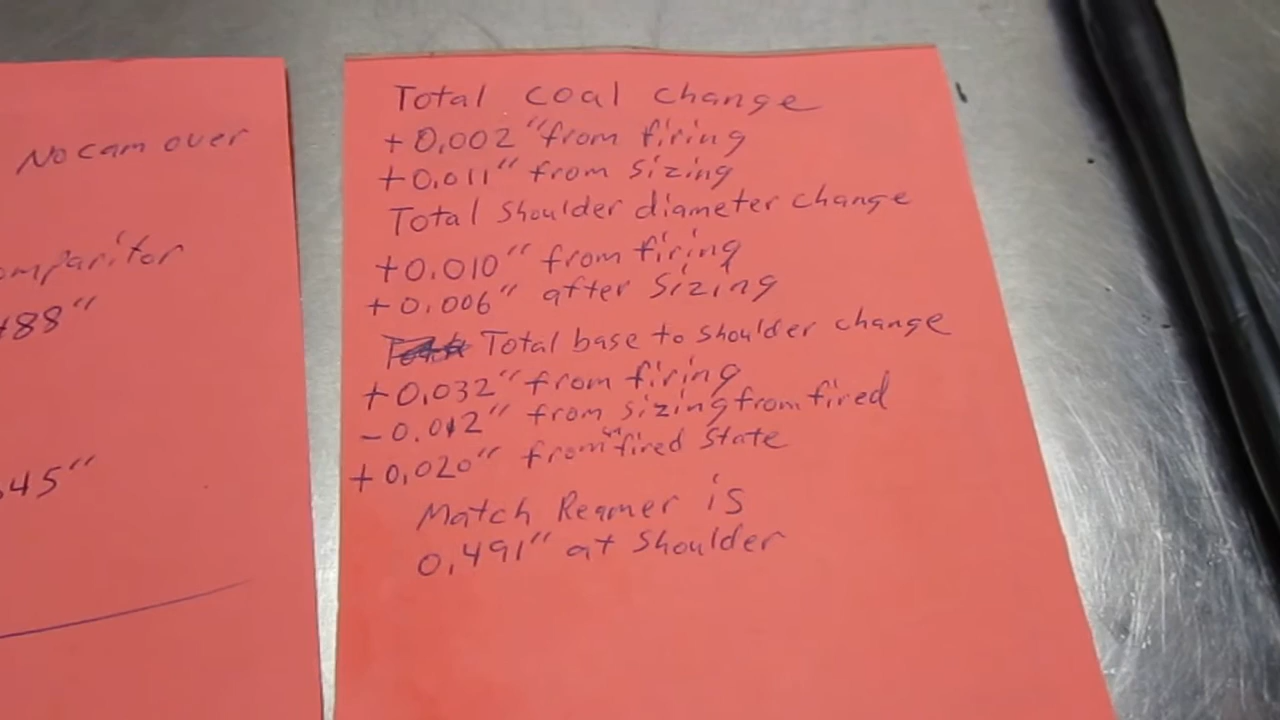 No cam over
omparitor
488"
.45"
Total coal change
+0.002" from firing
+0.011" from sizing
Total shoulder diameter change
+0.010" from firing
+0.006" after sizing
Total base to shoulder change
+0.032" from firing
-0.012" from sizing from fired
+0.020" from "un" fired state
Match Reamer is
0.491" at shoulder